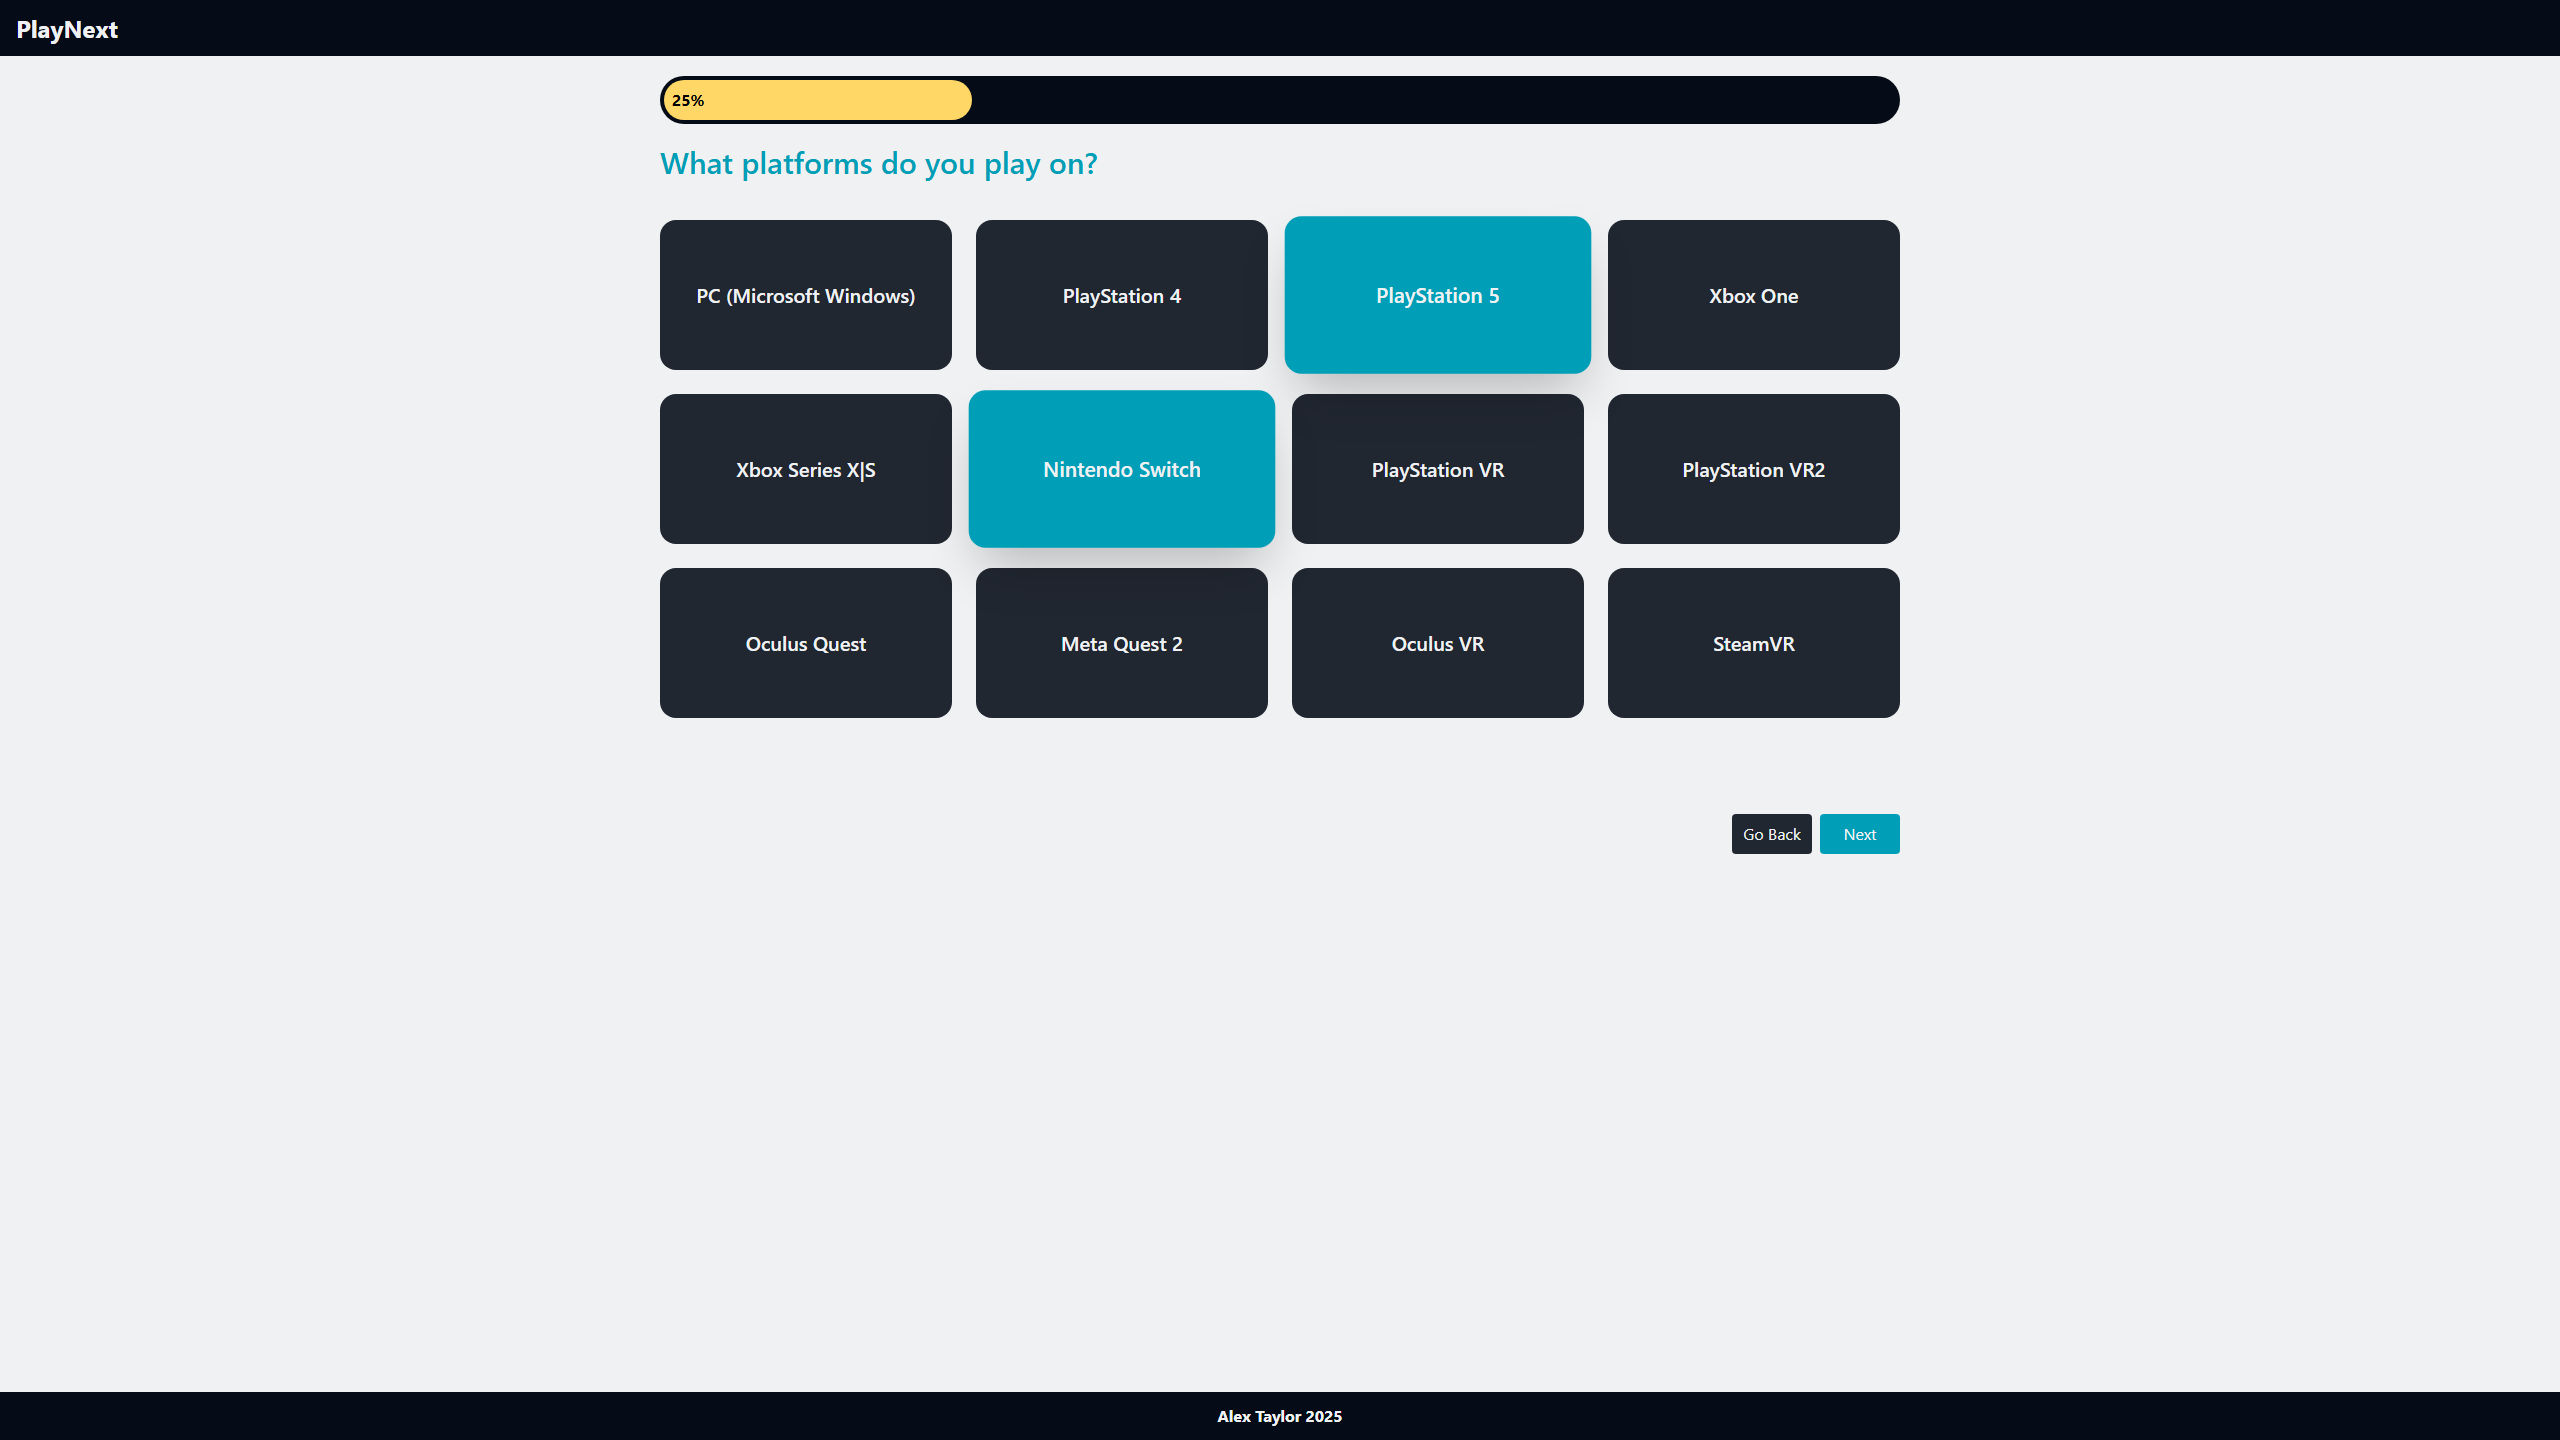 PlayNext
25%
What platforms do you play on?
PC (Microsoft Windows)
PlayStation 4
PlayStation 5
Xbox One
Xbox Series X|S
Nintendo Switch
PlayStation VR
PlayStation VR2
Oculus Quest
Meta Quest 2
Oculus VR
SteamVR
Go Back
Next
Alex Taylor 2025